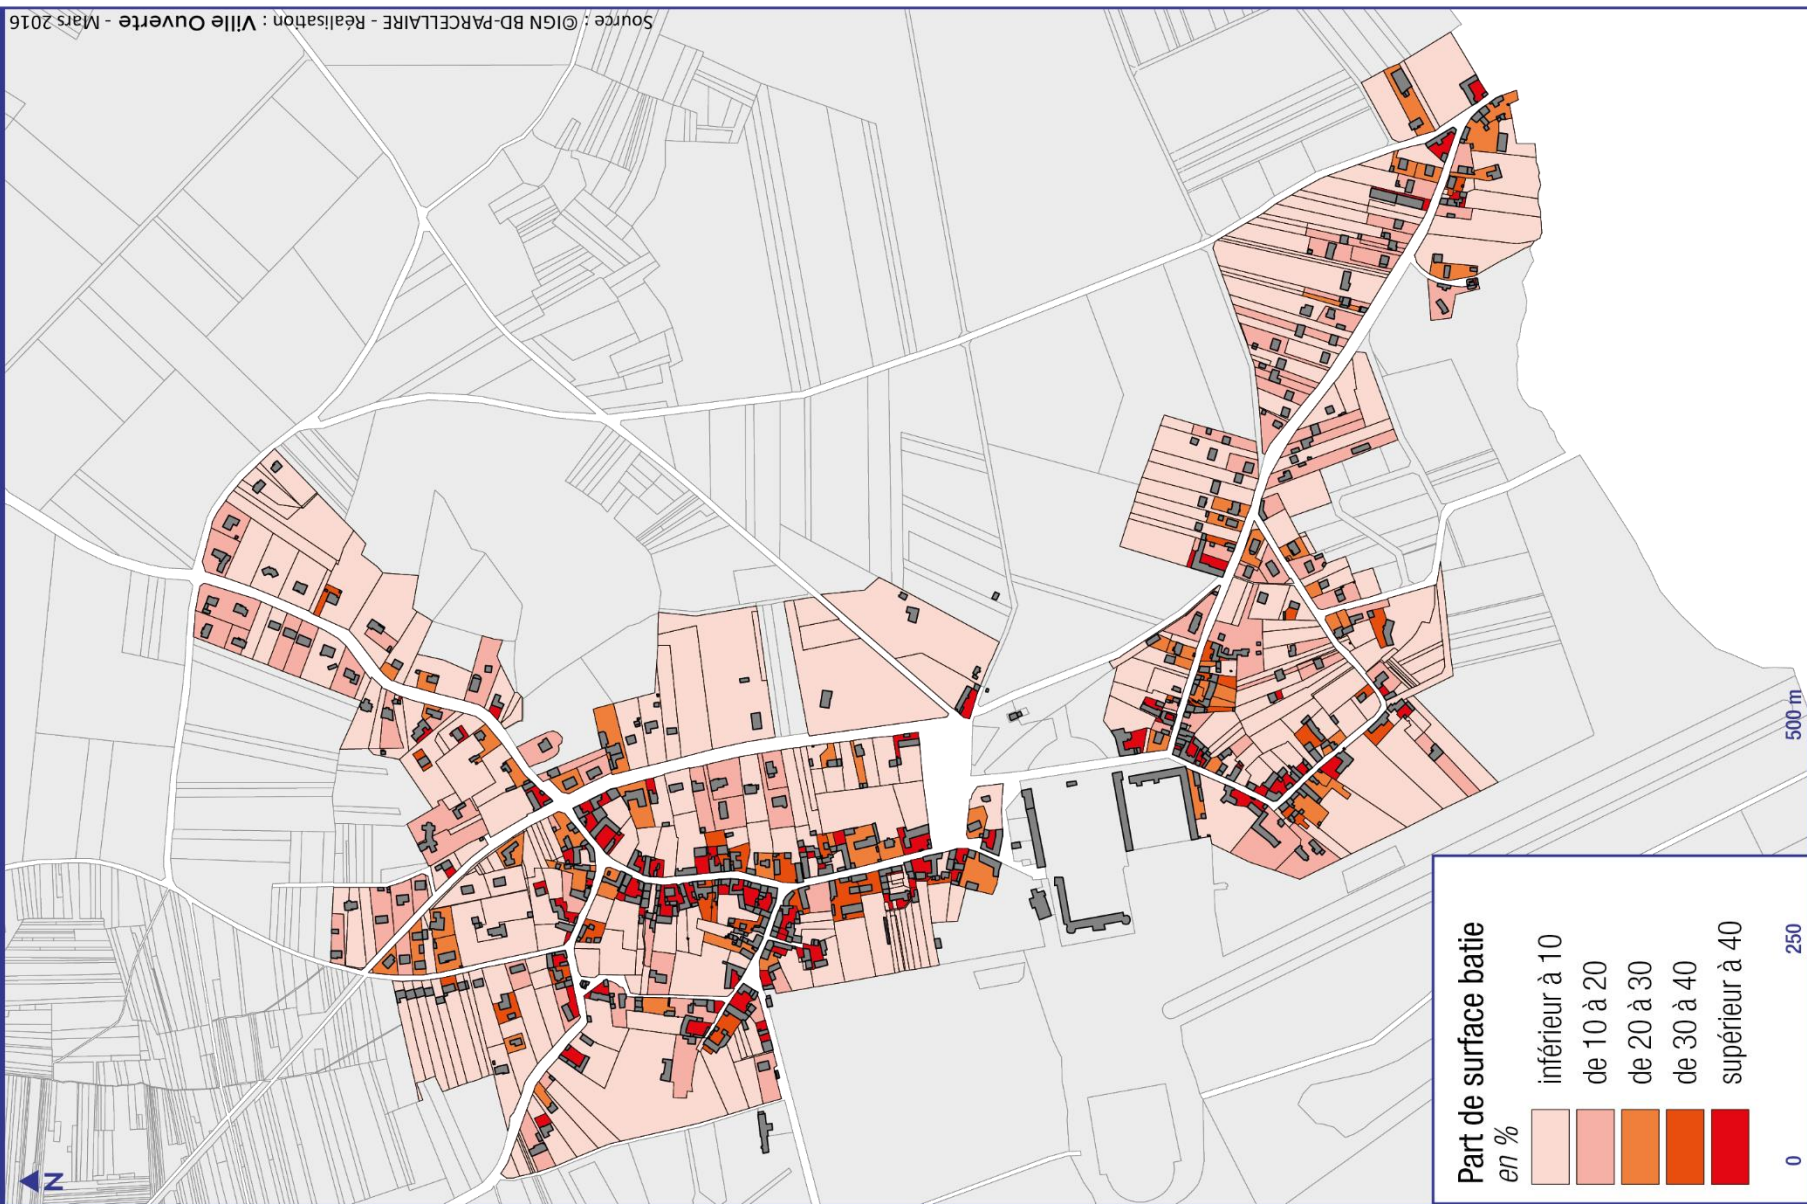 Source : ©IGN BD-PARCELLAIRE - Réalisation : Ville Ouverte - Mars 2016
N
Part de surface batie
en %
inférieur à 10
de 10 à 20
de 20 à 30
de 30 à 40
supérieur à 40
0 250 500 m